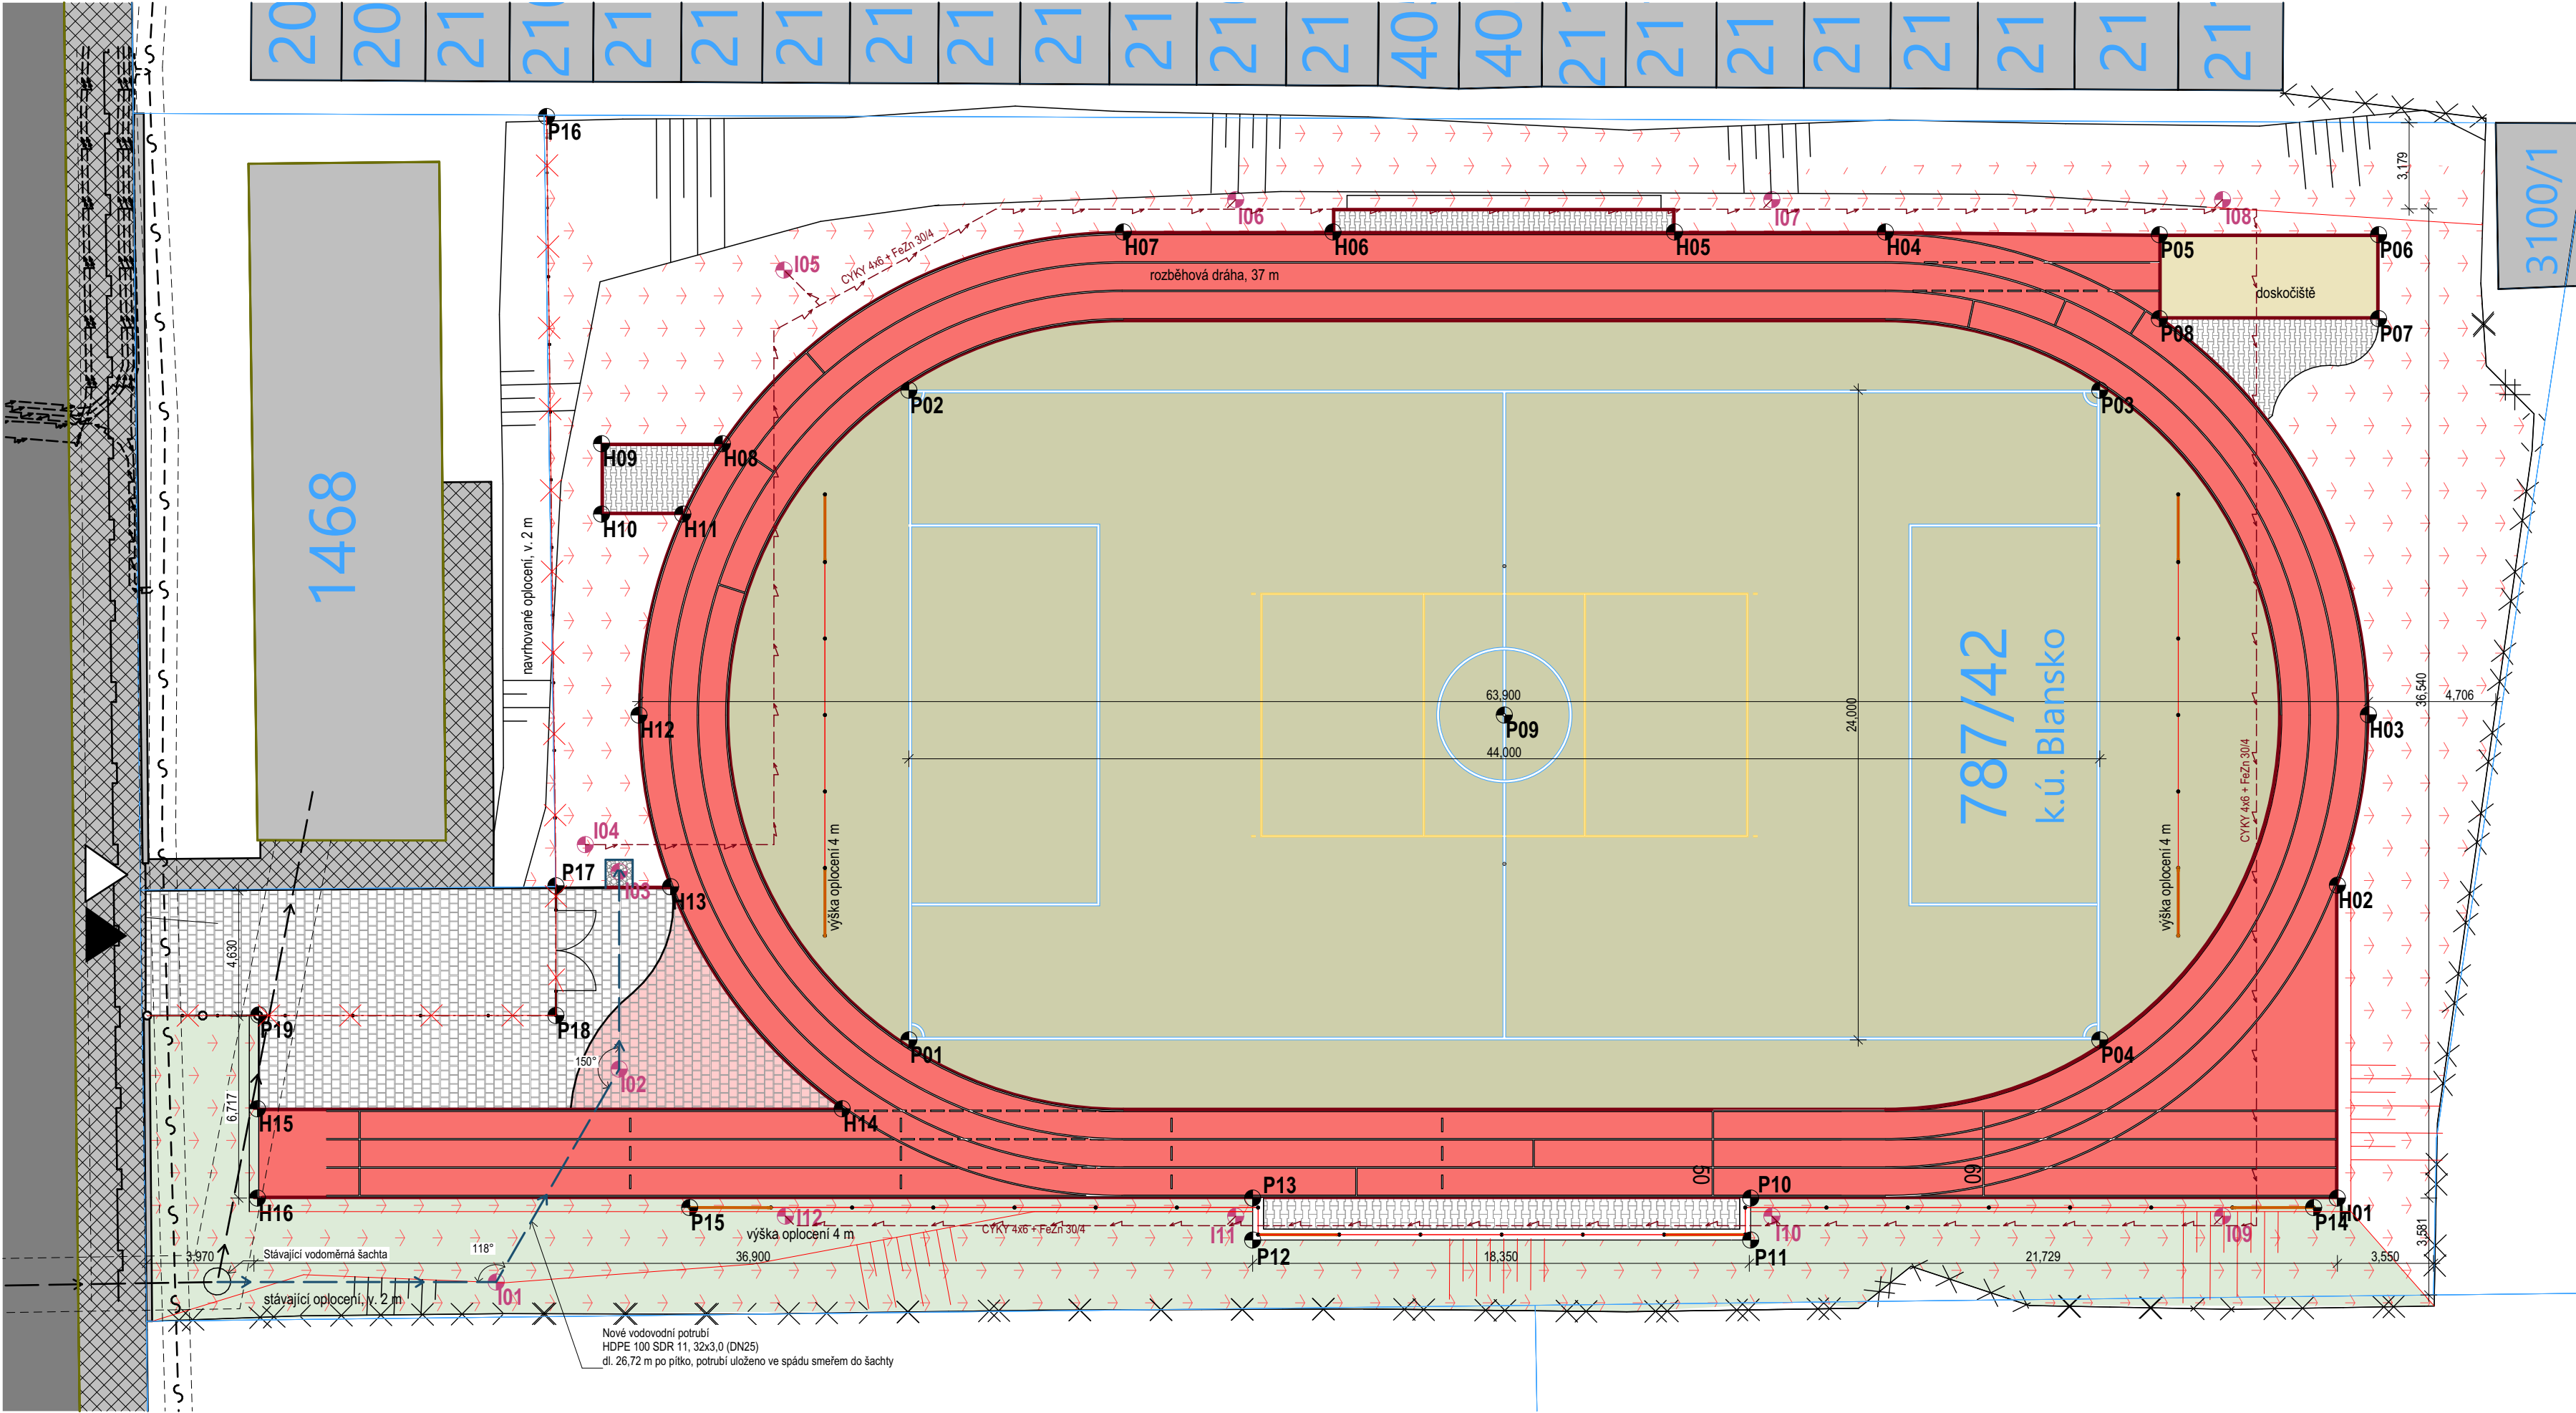 1468
3100/1
3,179
P16
I06
I07
I08
I05
CYKY 4x6 + FeZn 30/4
H07
H06
H05
H04
P05
P06
rozběhová dráha, 37 m
doskočiště
P08
P07
P02
P03
H09
H08
H10
H11
navrhované oplocení, v. 2 m
787/42
k.ú. Blansko
63,900
36,540
4,706
H12
P09
24,000
H03
44,000
CYKY 4x6 + FeZn 30/4
I04
výška oplocení 4 m
výška oplocení 4 m
P17
I03
H13
H02
4,630
P19
P18
P01
P04
150°
I02
6,717
H15
H14
50
60
H16
P13
P10
P15
I12
I11
I10
I09
P14
H01
výška oplocení 4 m
CYKY 4x6 + FeZn 30/4
3,581
118°
Stávající vodoměrná šachta
3,970
36,900
P12
18,350
P11
21,729
3,550
I01
stávající oplocení, v. 2 m
Nové vodovodní potrubí
HDPE 100 SDR 11, 32x3,0 (DN25)
dl. 26,72 m po pítko, potrubí uloženo ve spádu smeřem do šachty